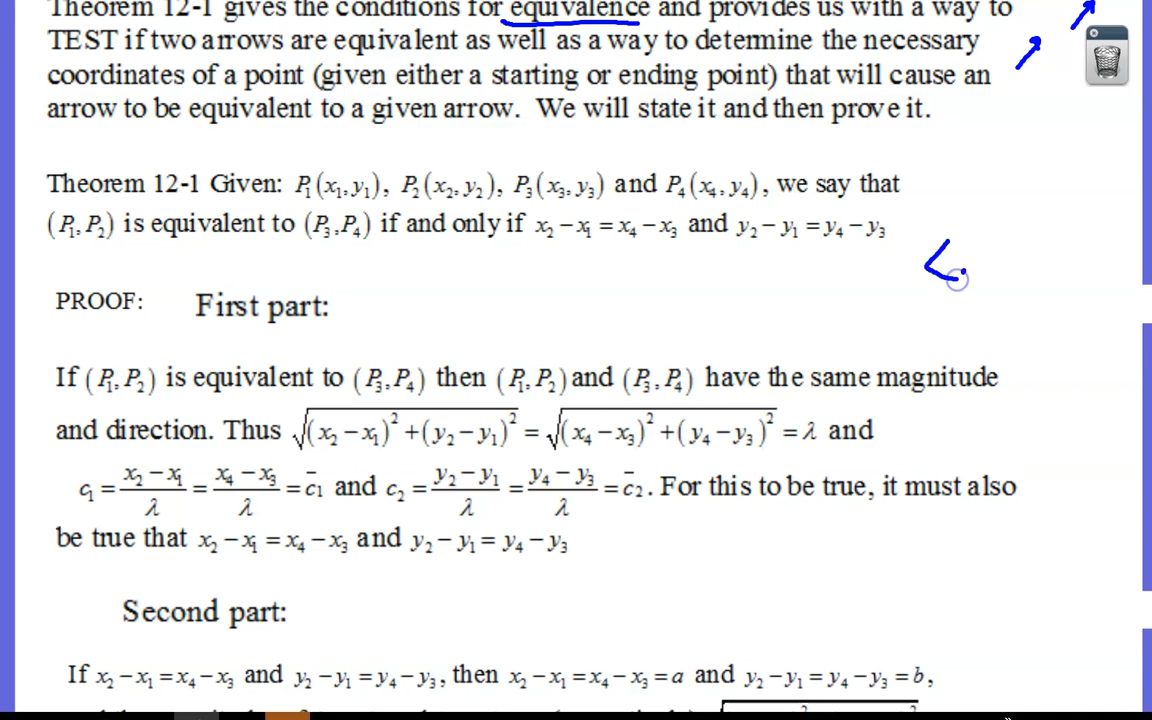 Theorem 12-1 gives the conditions for equivalence and provides us with a way to
TEST if two arrows are equivalent as well as a way to determine the necessary
coordinates of a point (given either a starting or ending point) that will cause an
arrow to be equivalent to a given arrow. We will state it and then prove it.
Theorem 12-1 Given: P₁(x₁,y₁), P₂(x₂,y₂), P₃(x₃,y₃) and P₄(x₄,y₄), we say that
(P₁,P₂) is equivalent to (P₃,P₄) if and only if x₂−x₁=x₄−x₃ and y₂−y₁=y₄−y₃
PROOF: First part:
If (P₁,P₂) is equivalent to (P₃,P₄) then (P₁,P₂) and (P₃,P₄) have the same magnitude
and direction. Thus √((x₂−x₁)²+(y₂−y₁)²) = √((x₄−x₃)²+(y₄−y₃)²) = λ and
c₁ = (x₂−x₁)/λ = (x₄−x₃)/λ = c̄₁ and c₂ = (y₂−y₁)/λ = (y₄−y₃)/λ = c̄₂. For this to be true, it must also
be true that x₂−x₁=x₄−x₃ and y₂−y₁=y₄−y₃
Second part:
If x₂−x₁=x₄−x₃ and y₂−y₁=y₄−y₃, then x₂−x₁=x₄−x₃=a and y₂−y₁=y₄−y₃=b,